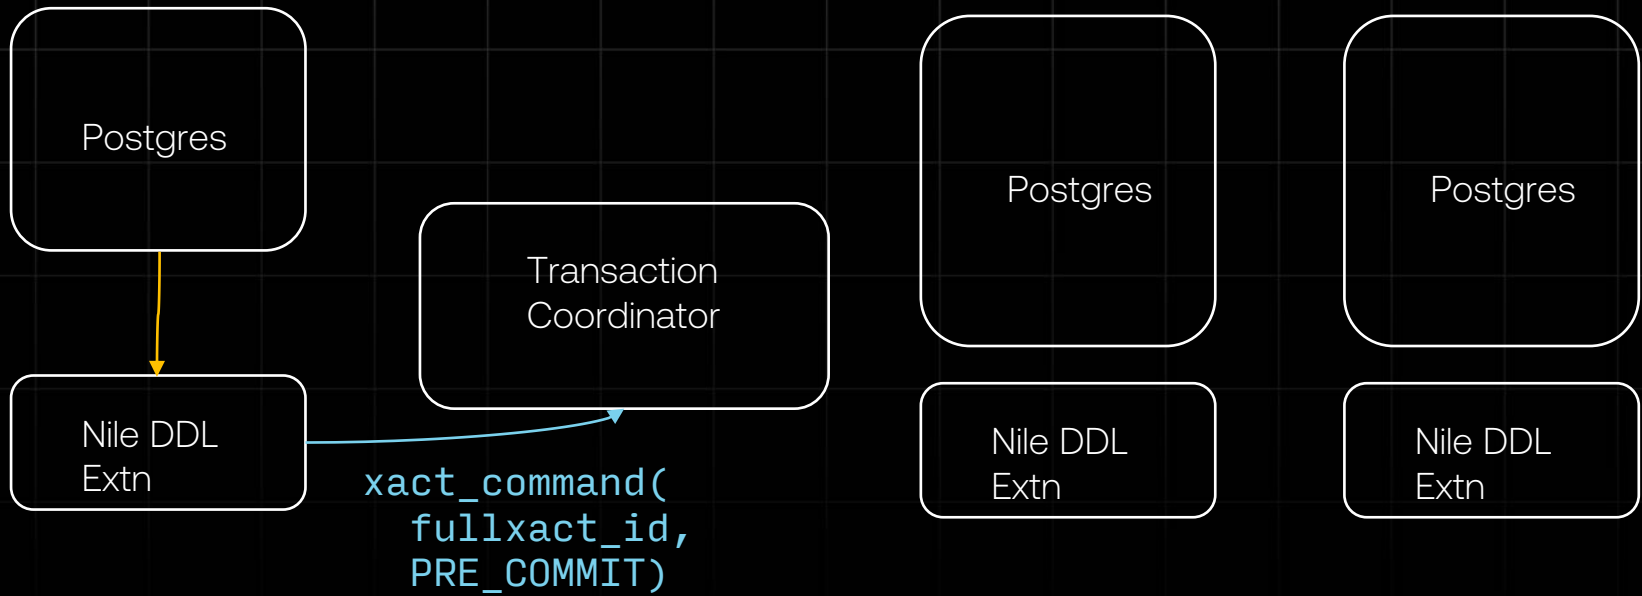 Postgres
Nile DDL
Extn
Transaction
Coordinator
xact_command(
fullxact_id,
PRE_COMMIT)
Postgres
Nile DDL
Extn
Postgres
Nile DDL
Extn